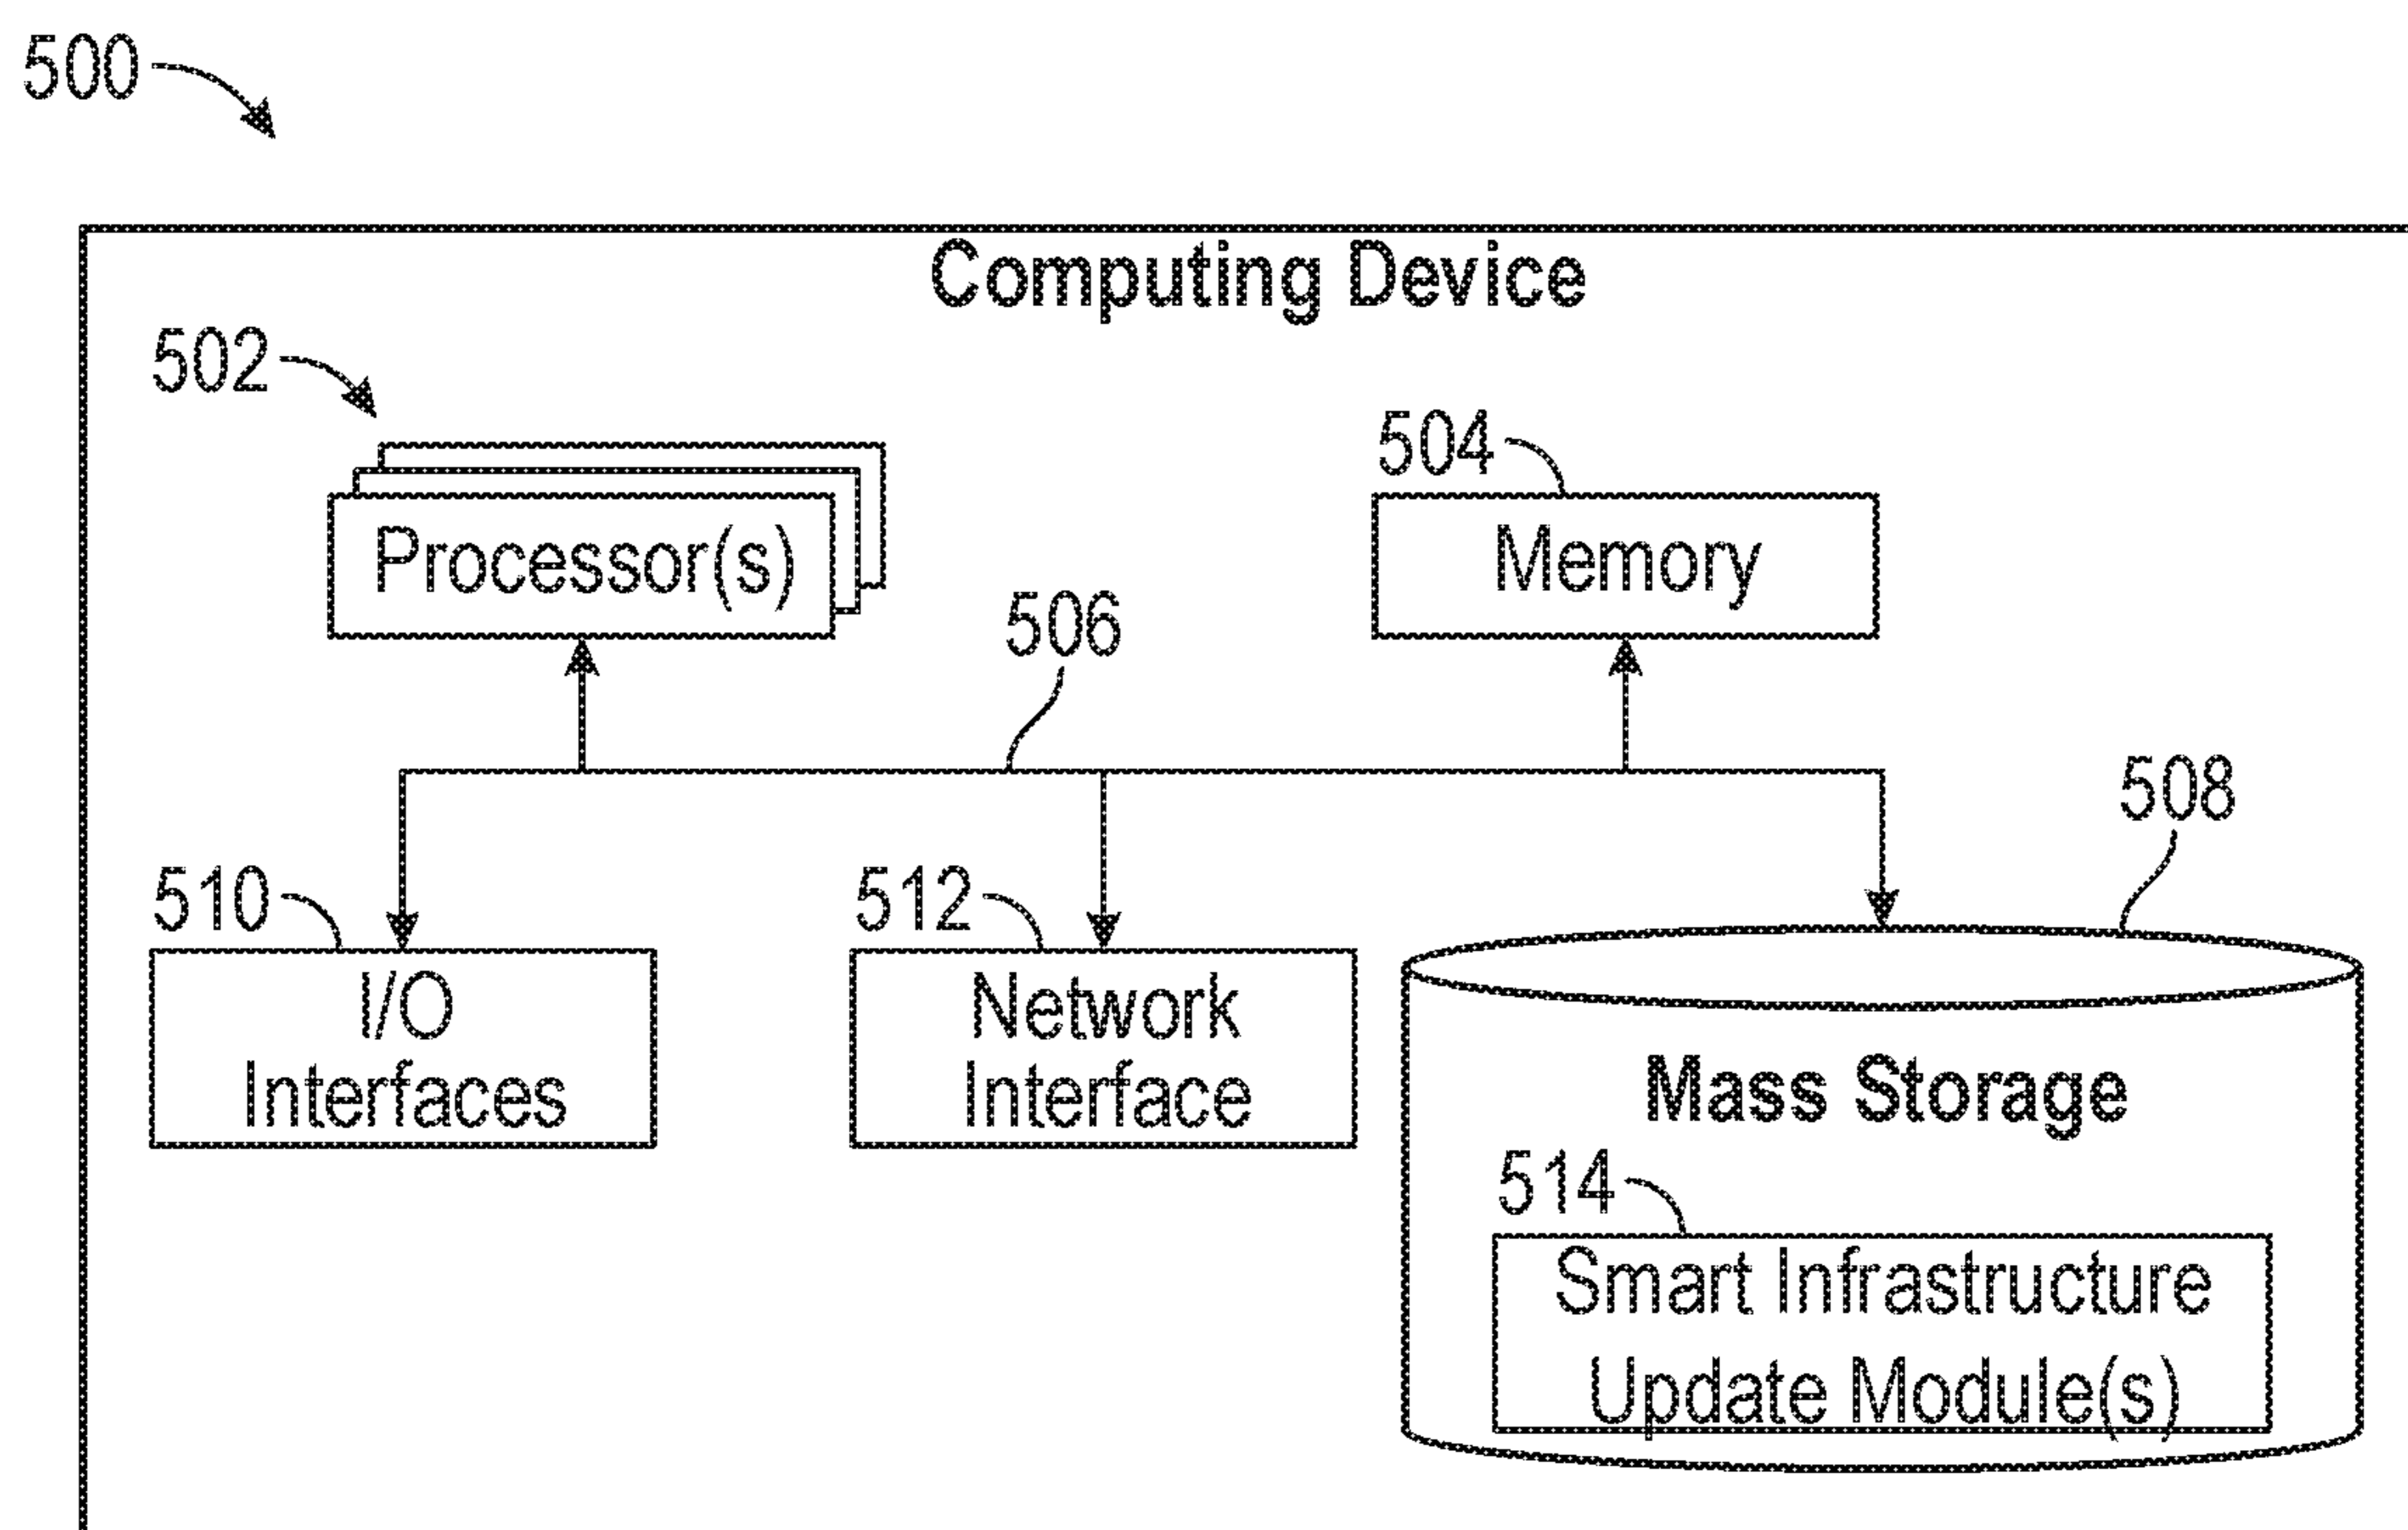 500
Computing Device
502
504
Processor(s)
Memory
506
508
510
512
I/O
Interfaces
Network
Interface
Mass Storage
514
Smart Infrastructure
Update Module(s)